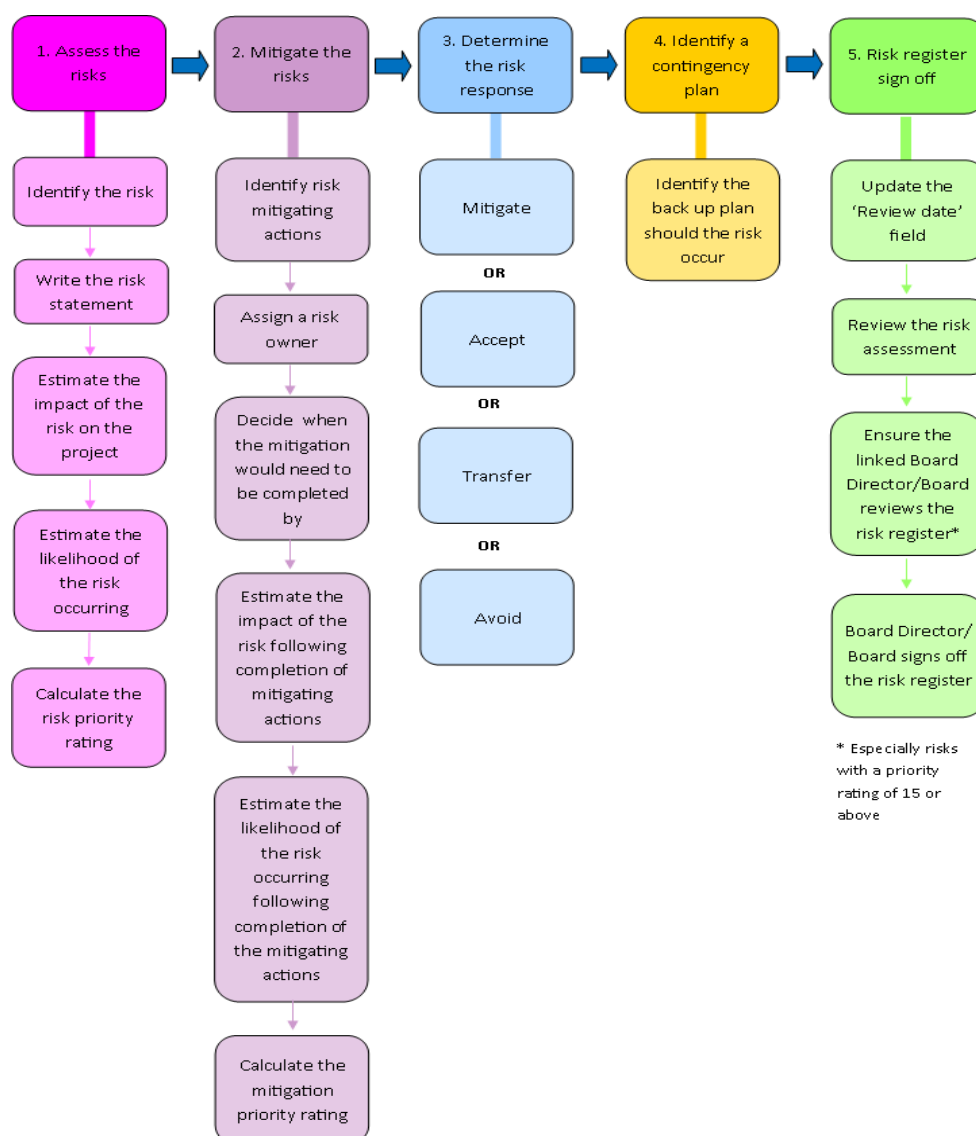 1. Assess the
risks
2. Mitigate the
risks
3. Determine
the risk
response
4. Identify a
contingency
plan
5. Risk register
sign off
Identify the risk
Write the risk
statement
Estimate the
impact of the
risk on the
project
Estimate the
likelihood of
the risk
occurring
Calculate the
risk priority
rating
Identify risk
mitigating
actions
Assign a risk
owner
Decide when
the mitigation
would need to
be completed
by
Estimate the
impact of the
risk following
completion of
mitigating
actions
Estimate the
likelihood of
the risk
occurring
following
completion of
the mitigating
actions
Calculate the
mitigation
priority rating
Mitigate
OR
Accept
OR
Transfer
OR
Avoid
Identify the
back up plan
should the risk
occur
Update the
‘Review date’
field
Review the risk
assessment
Ensure the
linked Board
Director/Board
reviews the
risk register*
Board Director/
Board signs off
the risk register
* Especially risks
with a priority
rating of 15 or
above